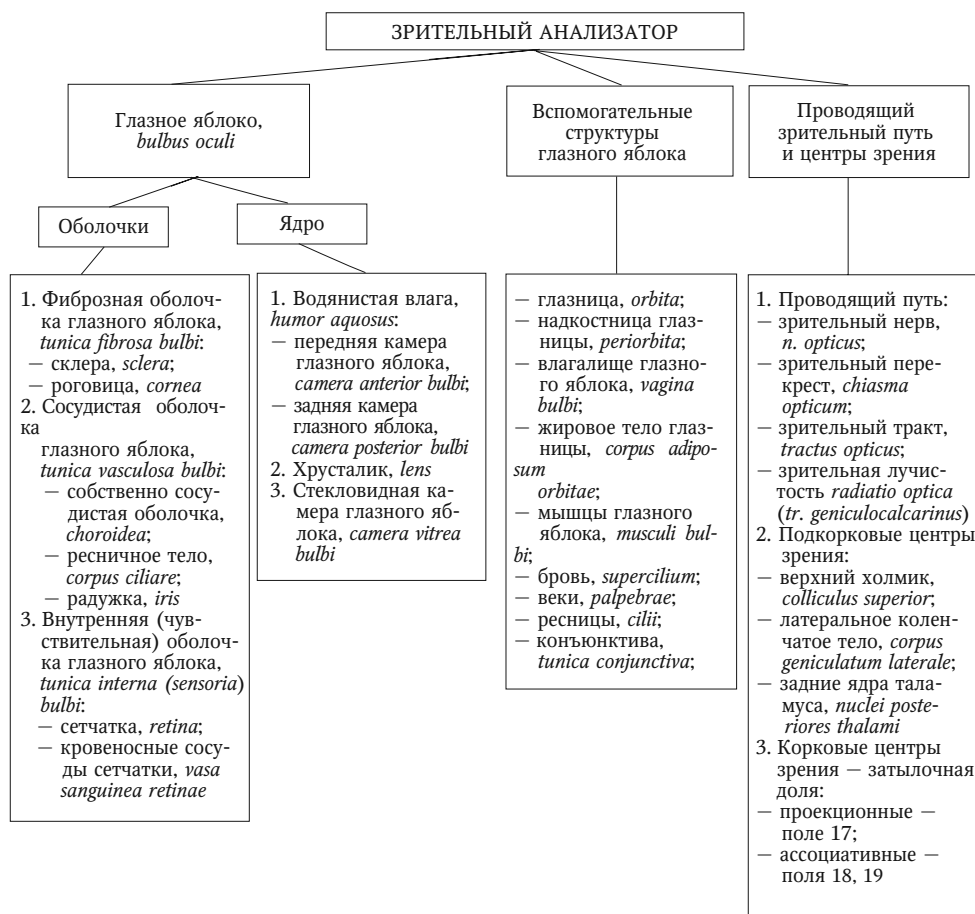 ЗРИТЕЛЬНЫЙ АНАЛИЗАТОР
Глазное яблоко,
bulbus oculi
Вспомогательные
структуры
глазного яблока
Проводящий
зрительный путь
и центры зрения
Оболочки
Ядро
1. Фиброзная оболоч-
ка глазного яблока,
tunica fibrosa bulbi:
— склера, sclera;
— роговица, cornea
2. Сосудистая оболоч-
ка
глазного яблока,
tunica vasculosa bulbi:
— собственно сосу-
дистая оболочка,
choroidea;
— ресничное тело,
corpus ciliare;
— радужка, iris
3. Внутренняя (чув-
ствительная) оболоч-
ка глазного яблока,
tunica interna (sensoria)
bulbi:
— сетчатка, retina;
— кровеносные сосу-
ды сетчатки, vasa
sanguinea retinae
1. Водянистая влага,
humor aquosus:
— передняя камера
глазного яблока,
camera anterior bulbi;
— задняя камера
глазного яблока,
camera posterior bulbi
2. Хрусталик, lens
3. Стекловидная ка-
мера глазного яб-
лока, camera vitrea
bulbi
— глазница, orbita;
— надкостница глаз-
ницы, periorbita;
— влагалище глазно-
го яблока, vagina
bulbi;
— жировое тело глаз-
ницы, corpus adipo-
sum
orbitae;
— мышцы глазного
яблока, musculi bul-
bi;
— бровь, supercilium;
— веки, palpebrae;
— ресницы, cilii;
— конъюнктива,
tunica conjunctiva;
1. Проводящий путь:
— зрительный нерв,
n. opticus;
— зрительный пере-
крест, chiasma
opticum;
— зрительный тракт,
tractus opticus;
— зрительная лучис-
тость radiatio optica
(tr. geniculocalcarinus)
2. Подкорковые центры
зрения:
— верхний холмик,
colliculus superior;
— латеральное колен-
чатое тело, corpus
geniculatum laterale;
— задние ядра тала-
муса, nuclei poste-
riores thalami
3. Корковые центры
зрения — затылочная
доля:
— проекционные —
поле 17;
— ассоциативные —
поля 18, 19